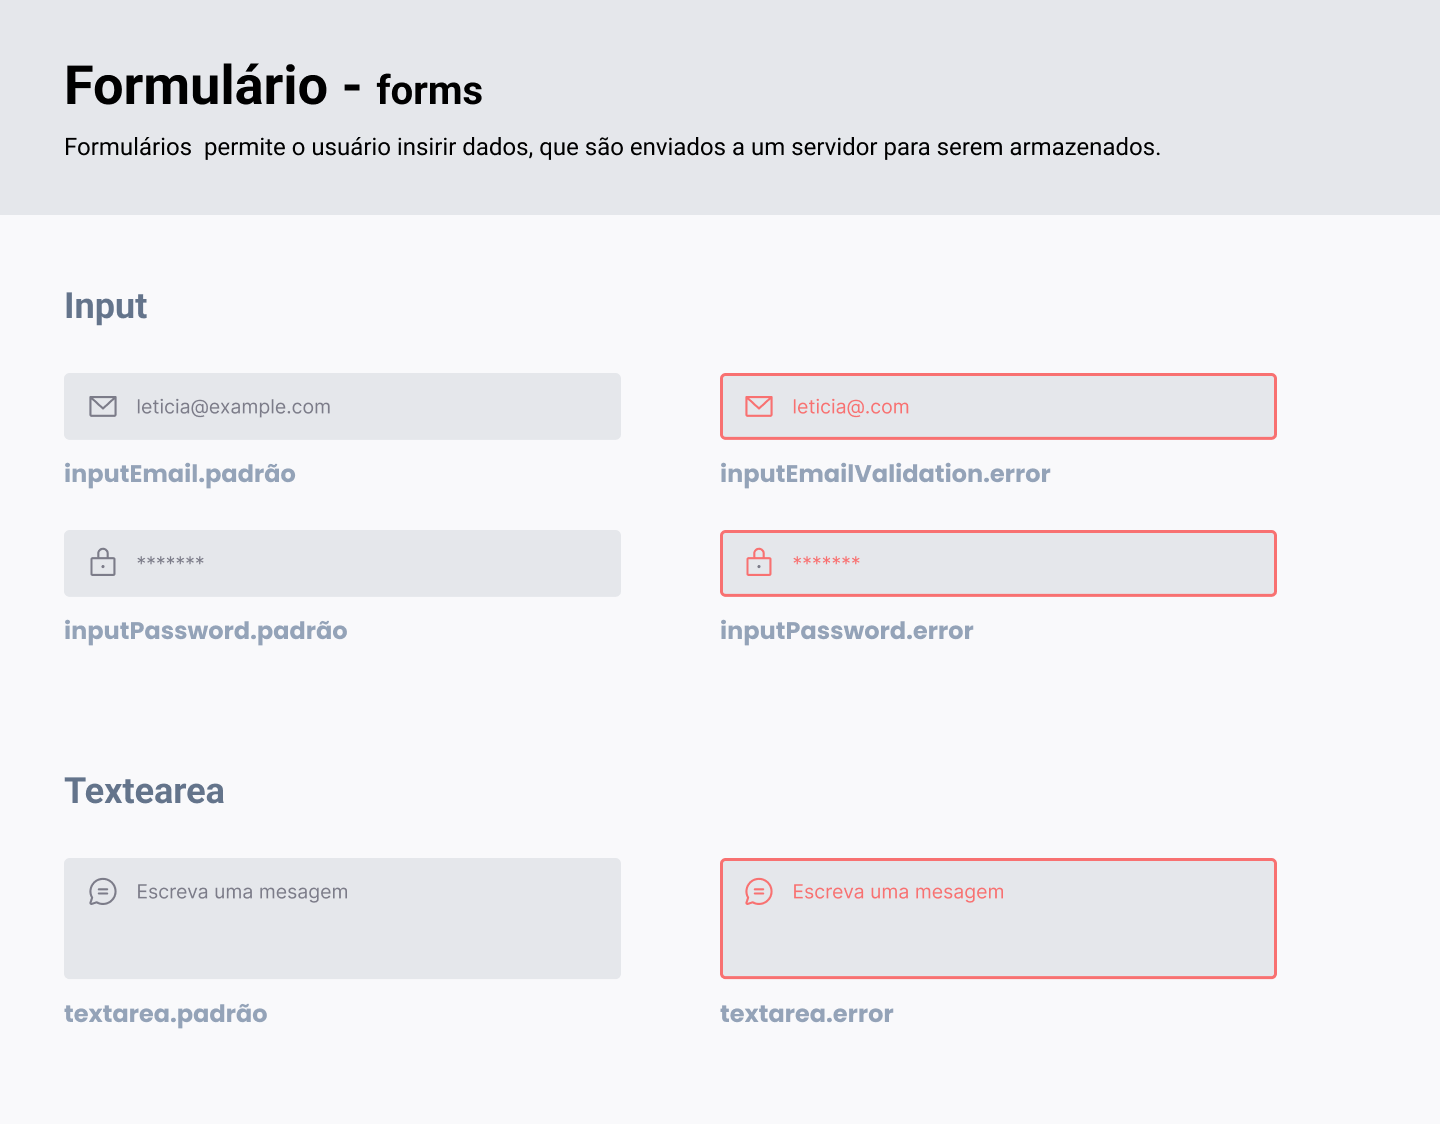 Formulário - forms
Formulários  permite o usuário insirir dados, que são enviados a um servidor para serem armazenados.
Input
leticia@example.com
leticia@.com
inputEmail.padrão
inputEmailValidation.error
*******
*******
inputPassword.padrão
inputPassword.error
Textearea
Escreva uma mesagem
Escreva uma mesagem
textarea.padrão
textarea.error